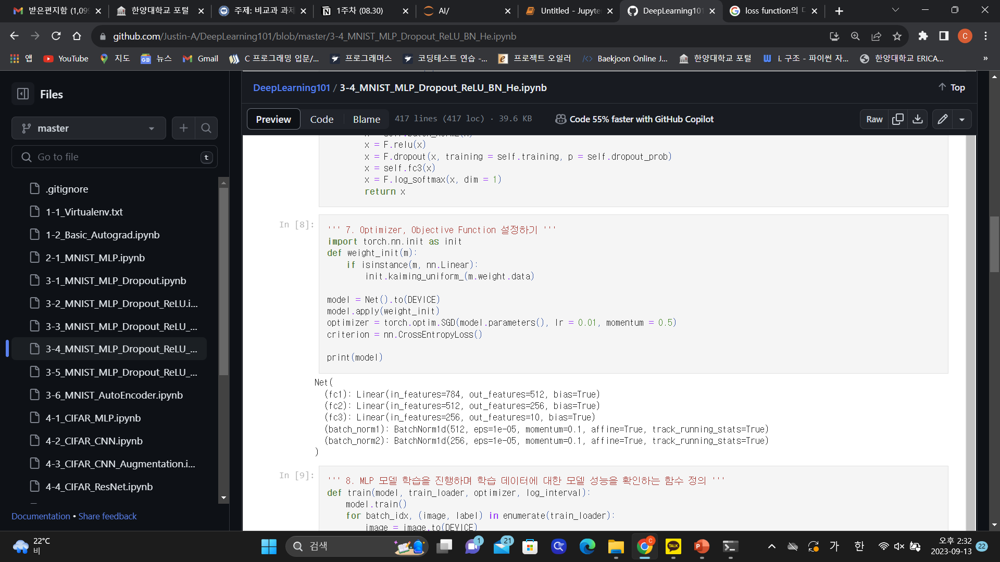 받은편지함 (1,09
한양대학교 포털
주제: 비교과 과제
1주차 (08.30)
AI/
Untitled - Jupyte
DeepLearning101
loss function의
github.com/Justin-A/DeepLearning101/blob/master/3-4_MNIST_MLP_Dropout_ReLU_BN_He.ipynb
C
앱
YouTube
지도
뉴스
Gmail
C 프로그래밍 입문/...
프로그래머스
코딩테스트 연습 -...
프로젝트 오일러
Baekjoon Online J...
한양대학교 포털
i. 구조 - 파이썬 자...
한양대학교 ERICA...
»
Files
master
Go to file
t
.gitignore
1-1_Virtualenv.txt
1-2_Basic_Autograd.ipynb
2-1_MNIST_MLP.ipynb
3-1_MNIST_MLP_Dropout.ipynb
3-2_MNIST_MLP_Dropout_ReLU.i...
3-3_MNIST_MLP_Dropout_ReLU_...
3-4_MNIST_MLP_Dropout_ReLU_...
3-5_MNIST_MLP_Dropout_ReLU_...
3-6_MNIST_AutoEncoder.ipynb
4-1_CIFAR_MLP.ipynb
4-2_CIFAR_CNN.ipynb
4-3_CIFAR_CNN_Augmentation.i...
4-4_CIFAR_ResNet.ipynb
Documentation • Share feedback
DeepLearning101 / 3-4_MNIST_MLP_Dropout_ReLU_BN_He.ipynb
Top
Preview
Code
Blame
417 lines (417 loc) · 39.6 KB
Code 55% faster with GitHub Copilot
Raw
x = F.relu(x)
x = F.dropout(x, training = self.training, p = self.dropout_prob)
x = self.fc3(x)
x = F.log_softmax(x, dim = 1)
return x
In [8]:
''' 7. Optimizer, Objective Function 설정하기 '''
import torch.nn.init as init
def weight_init(m):
if isinstance(m, nn.Linear):
init.kaiming_uniform_(m.weight.data)
model = Net().to(DEVICE)
model.apply(weight_init)
optimizer = torch.optim.SGD(model.parameters(), lr = 0.01, momentum = 0.5)
criterion = nn.CrossEntropyLoss()
print(model)
Net(
(fc1): Linear(in_features=784, out_features=512, bias=True)
(fc2): Linear(in_features=512, out_features=256, bias=True)
(fc3): Linear(in_features=256, out_features=10, bias=True)
(batch_norm1): BatchNorm1d(512, eps=1e-05, momentum=0.1, affine=True, track_running_stats=True)
(batch_norm2): BatchNorm1d(256, eps=1e-05, momentum=0.1, affine=True, track_running_stats=True)
)
In [9]:
''' 8. MLP 모델 학습을 진행하며 학습 데이터에 대한 모델 성능을 확인하는 함수 정의 '''
def train(model, train_loader, optimizer, log_interval):
model.train()
for batch_idx, (image, label) in enumerate(train_loader):
image = image.to(DEVICE)
22°C
비
검색
1
21
TALK
가
한
오후 2:32
2023-09-13
22